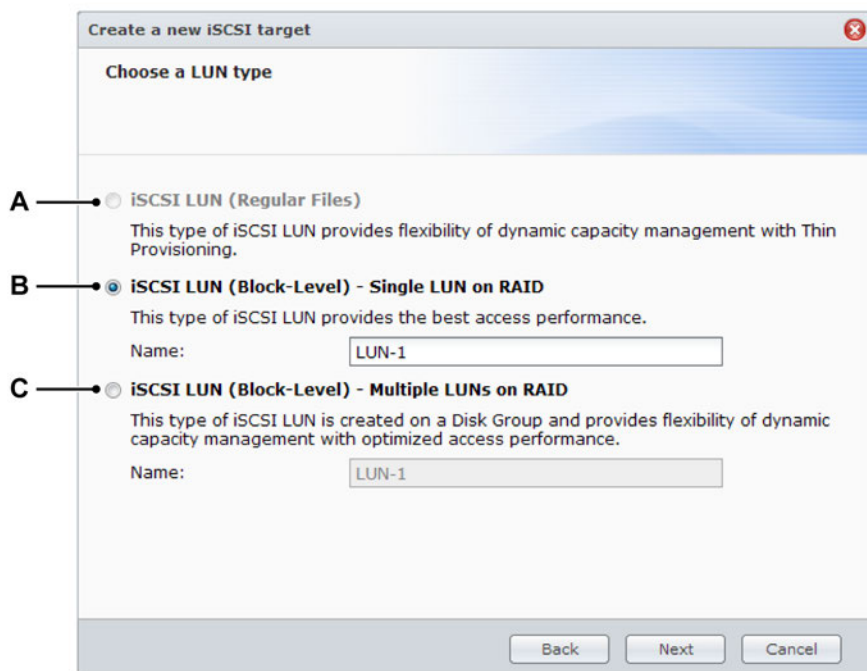 Create a new iSCSI target
Choose a LUN type
A
iSCSI LUN (Regular Files)
This type of iSCSI LUN provides flexibility of dynamic capacity management with Thin
Provisioning.
B
iSCSI LUN (Block-Level) - Single LUN on RAID
This type of iSCSI LUN provides the best access performance.
Name: LUN-1
C
iSCSI LUN (Block-Level) - Multiple LUNs on RAID
This type of iSCSI LUN is created on a Disk Group and provides flexibility of dynamic
capacity management with optimized access performance.
Name: LUN-1
Back Next Cancel